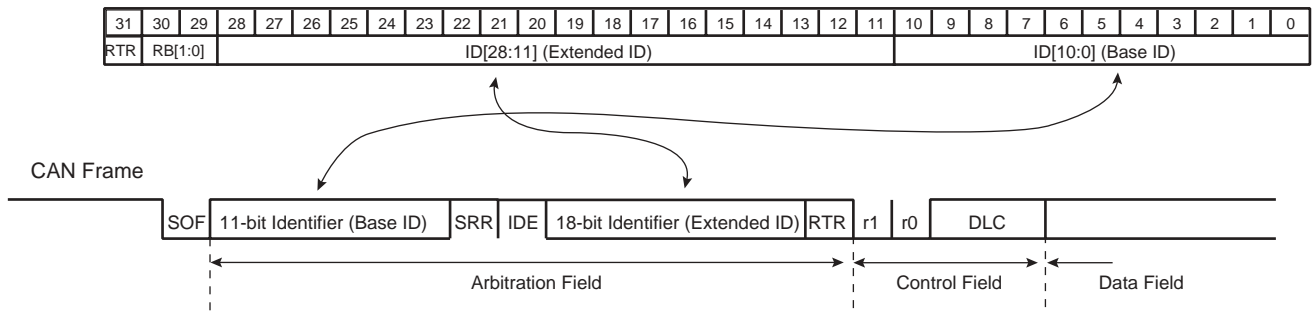 31 30 29 28 27 26 25 24 23 22 21 20 19 18 17 16 15 14 13 12 11 10 9 8 7 6 5 4 3 2 1 0
RTR RB[1:0] ID[28:11] (Extended ID) ID[10:0] (Base ID)
CAN Frame
SOF 11-bit Identifier (Base ID) SRR IDE 18-bit Identifier (Extended ID) RTR r1 r0 DLC
Arbitration Field Control Field Data Field